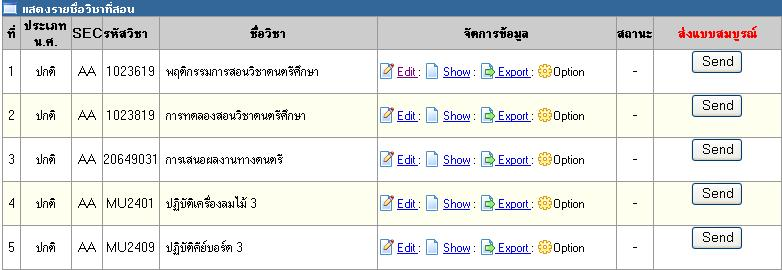 แสดงรายชื่อวิชาที่สอน
ที่ ประเภท น.ศ. SEC รหัสวิชา ชื่อวิชา จัดการข้อมูล สถานะ ส่งแบบสมบูรณ์
1 ปกติ AA 1023619 พฤติกรรมการสอนวิชาดนตรีศึกษา Edit : Show : Export : Option - Send
2 ปกติ AA 1023819 การทดลองสอนวิชาดนตรีศึกษา Edit : Show : Export : Option - Send
3 ปกติ AA 20649031 การเสนอผลงานทางดนตรี Edit : Show : Export : Option - Send
4 ปกติ AA MU2401 ปฏิบัติเครื่องลมไม้ 3 Edit : Show : Export : Option - Send
5 ปกติ AA MU2409 ปฏิบัติคีย์บอร์ด 3 Edit : Show : Export : Option - Send